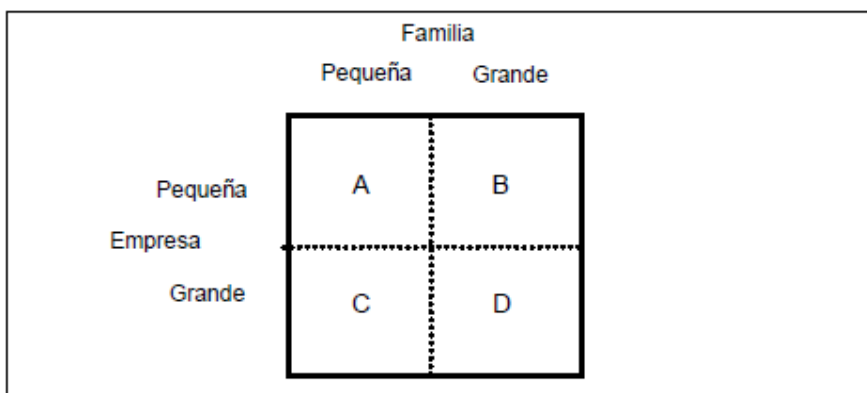 Familia
Pequeña Grande
Pequeña A B
Empresa
Grande C D